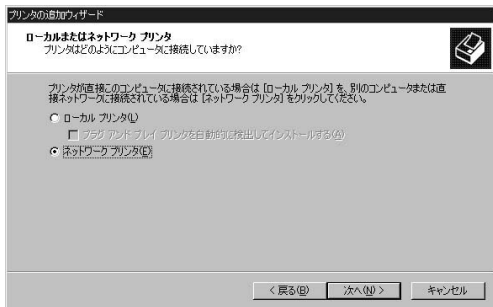 プリンタの追加ウィザード
ローカルまたはネットワーク プリンタ
プリンタはどのようにコンピュータに接続していますか?
プリンタが直接このコンピュータに接続されている場合は [ローカル プリンタ] を、別のコンピュータまたは直
接ネットワークに接続されている場合は [ネットワーク プリンタ] をクリックしてください。
ローカル プリンタ(L)
プラグ アンド プレイ プリンタを自動的に検出してインストールする(A)
ネットワーク プリンタ(E)
< 戻る(B)
次へ(N) >
キャンセル